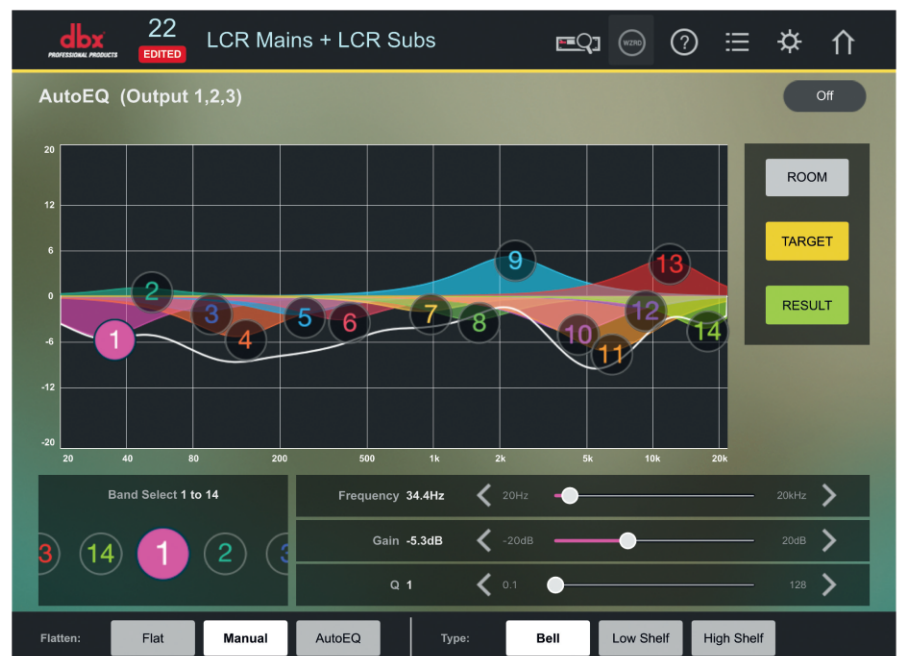 dbx
PROFESSIONAL PRODUCTS
22
EDITED
LCR Mains + LCR Subs
WZRD
?
AutoEQ (Output 1,2,3)
Off
20
12
6
0
-6
-12
-20
1
2
3
4
5
6
7
8
9
10
11
12
13
14
20 40 80 200 500 1k 2k 5k 10k 20k
ROOM
TARGET
RESULT
Band Select 1 to 14
3 14 1 2 3
Frequency 34.4Hz 20Hz 20kHz
Gain -5.3dB -20dB 20dB
Q 1 0.1 128
Flatten: Flat Manual AutoEQ Type: Bell Low Shelf High Shelf